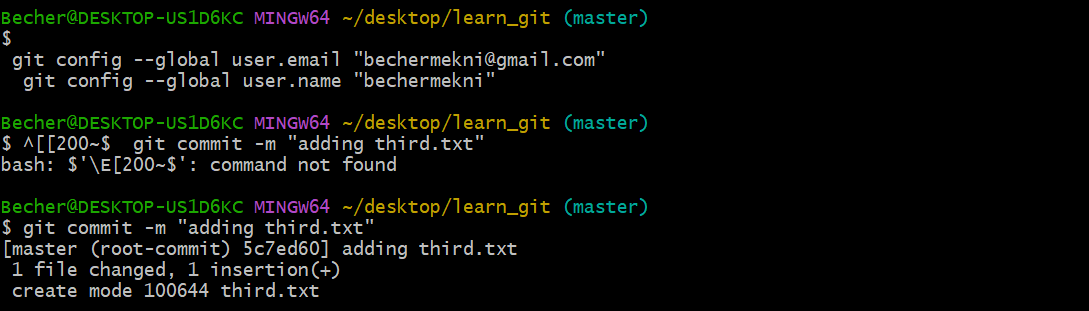 Becher@DESKTOP-US1D6KC MINGW64 ~/desktop/learn_git (master)
$
 git config --global user.email "bechermekni@gmail.com"
  git config --global user.name "bechermekni"

Becher@DESKTOP-US1D6KC MINGW64 ~/desktop/learn_git (master)
$ ^[[200~$  git commit -m "adding third.txt"
bash: $'\E[200~$': command not found

Becher@DESKTOP-US1D6KC MINGW64 ~/desktop/learn_git (master)
$ git commit -m "adding third.txt"
[master (root-commit) 5c7ed60] adding third.txt
 1 file changed, 1 insertion(+)
 create mode 100644 third.txt